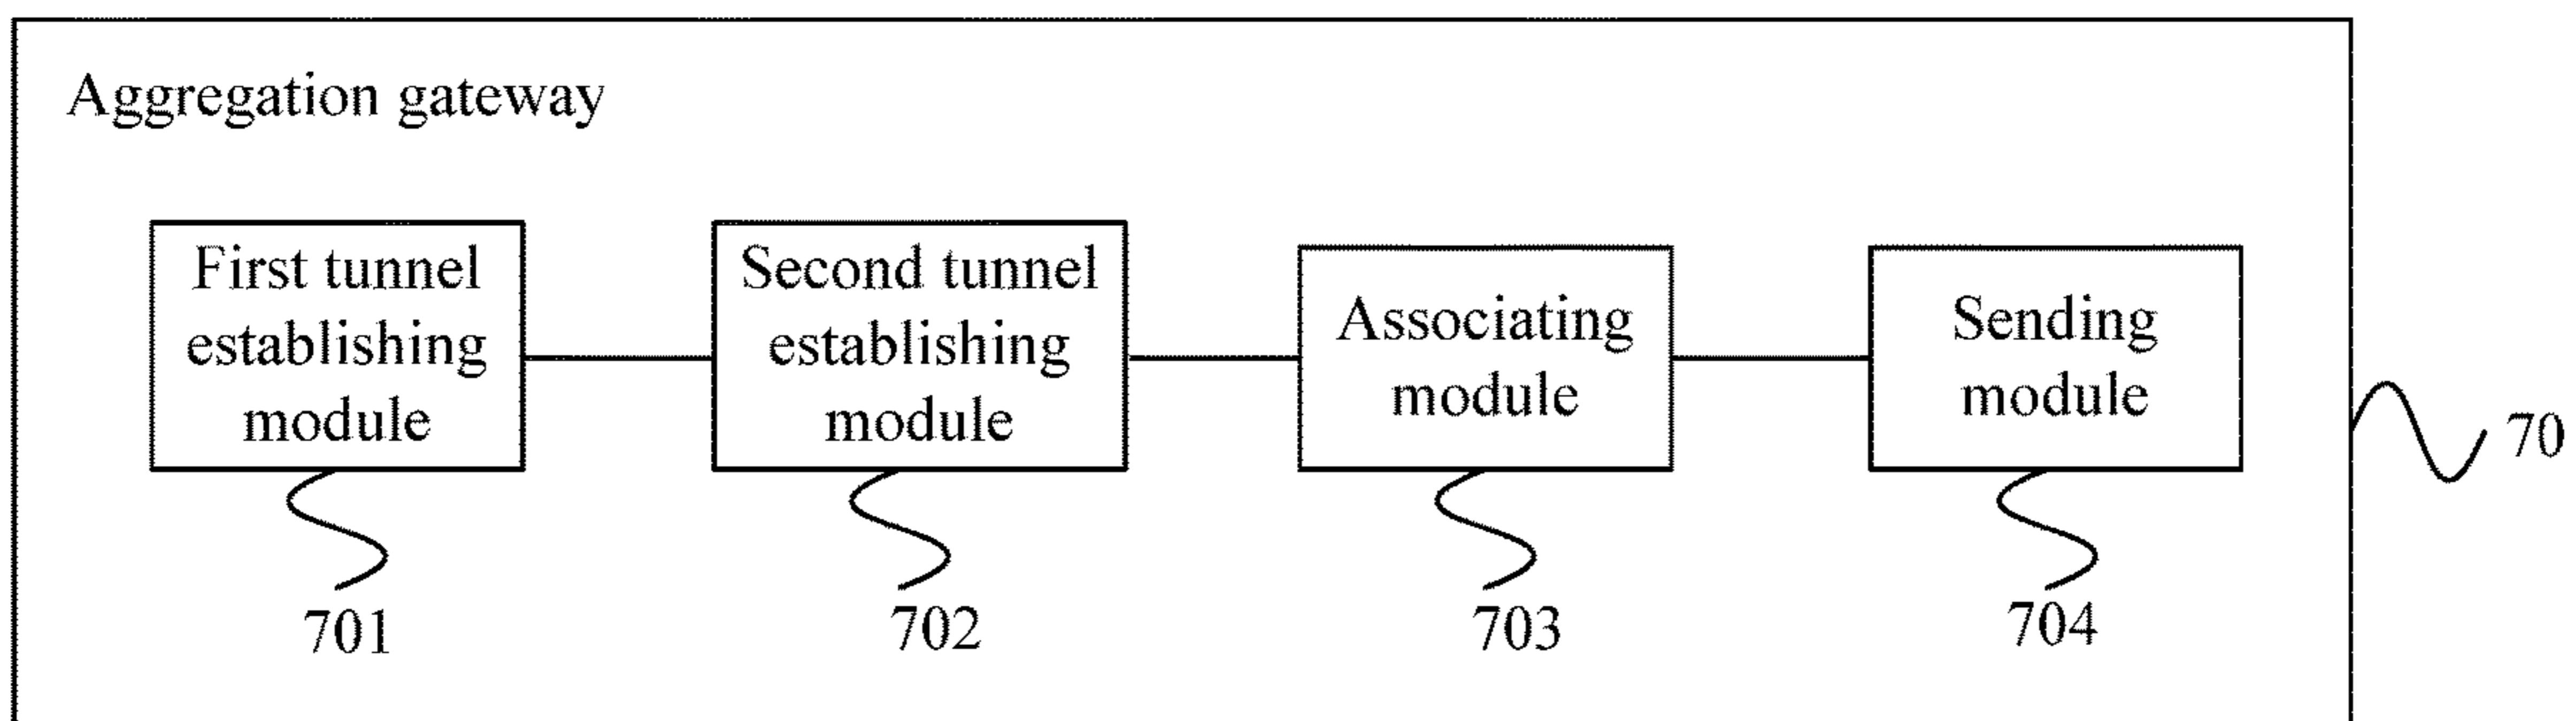 Aggregation gateway
First tunnel
establishing
module
Second tunnel
establishing
module
Associating
module
Sending
module
70
701
702
703
704